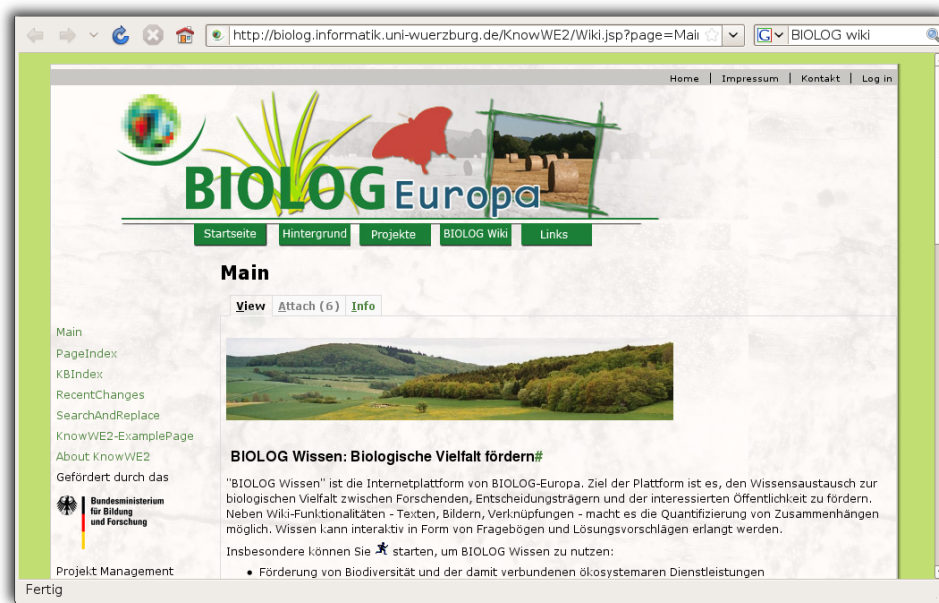 http://biolog.informatik.uni-wuerzburg.de/KnowWE2/Wiki.jsp?page=Mai
G
BIOLOG wiki
Home | Impressum | Kontakt | Log in
BIOLOG Europa
Startseite
Hintergrund
Projekte
BIOLOG Wiki
Links
Main
View
Attach (6)
Info
Main
PageIndex
KBIndex
RecentChanges
SearchAndReplace
KnowWE2-ExamplePage
About KnowWE2
Gefördert durch das
Bundesministerium
für Bildung
und Forschung
Projekt Management
BIOLOG Wissen: Biologische Vielfalt fördern#
"BIOLOG Wissen" ist die Internetplattform von BIOLOG-Europa. Ziel der Plattform ist es, den Wissensaustausch zur
biologischen Vielfalt zwischen Forschenden, Entscheidungsträgern und der interessierten Öffentlichkeit zu fördern.
Neben Wiki-Funktionalitäten - Texten, Bildern, Verknüpfungen - macht es die Quantifizierung von Zusammenhängen
möglich. Wissen kann interaktiv in Form von Fragebögen und Lösungsvorschlägen erlangt werden.
Insbesondere können Sie starten, um BIOLOG Wissen zu nutzen:
• Förderung von Biodiversität und der damit verbundenen ökosystemaren Dienstleistungen
Fertig